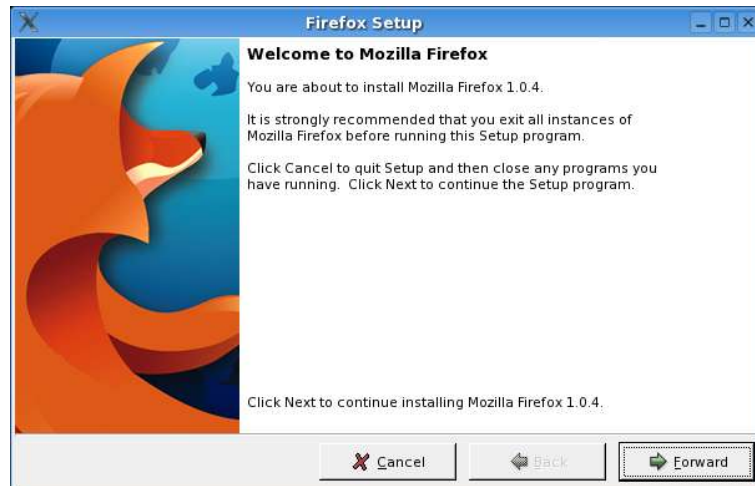 Firefox Setup
Welcome to Mozilla Firefox
You are about to install Mozilla Firefox 1.0.4.
It is strongly recommended that you exit all instances of
Mozilla Firefox before running this Setup program.
Click Cancel to quit Setup and then close any programs you
have running. Click Next to continue the Setup program.
Click Next to continue installing Mozilla Firefox 1.0.4.
Cancel
Back
Forward